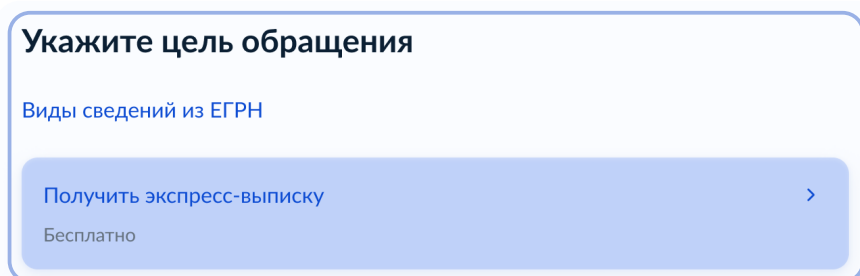 Укажите цель обращения
Виды сведений из ЕГРН
Получить экспресс-выписку
Бесплатно